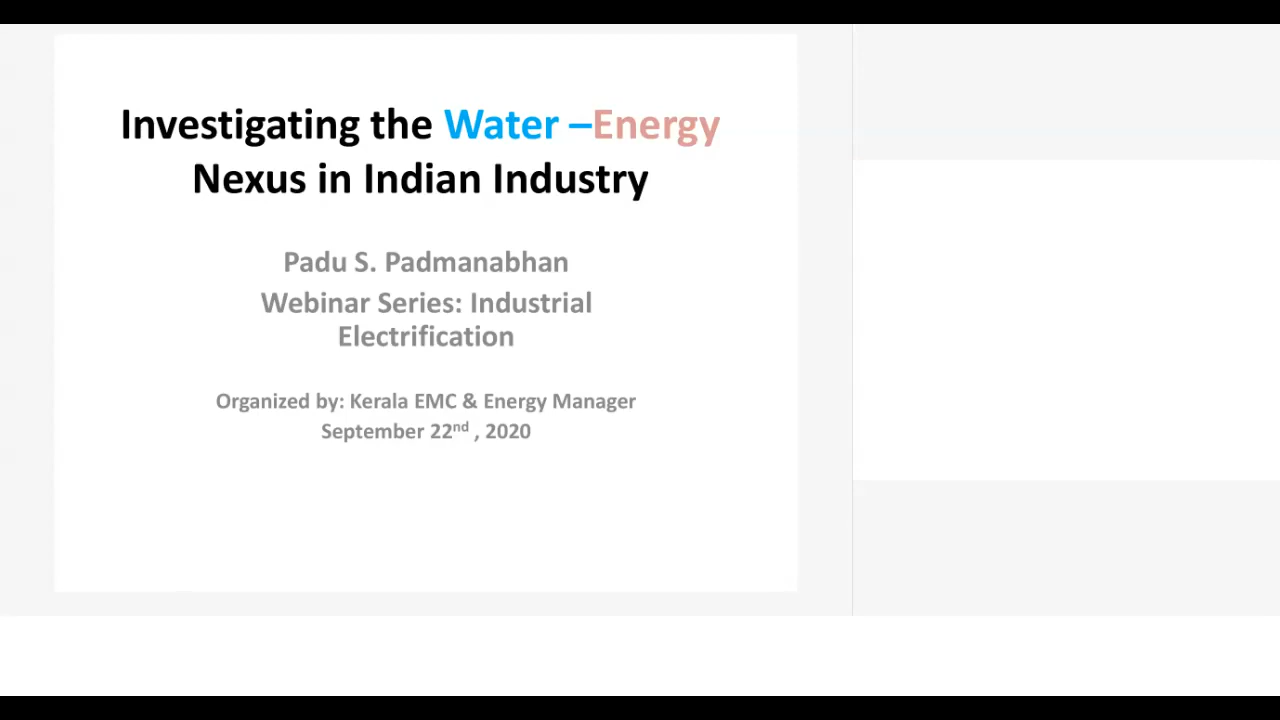 Investigating the Water –Energy
Nexus in Indian Industry
Padu S. Padmanabhan
Webinar Series: Industrial
Electrification
Organized by: Kerala EMC & Energy Manager
September 22nd , 2020